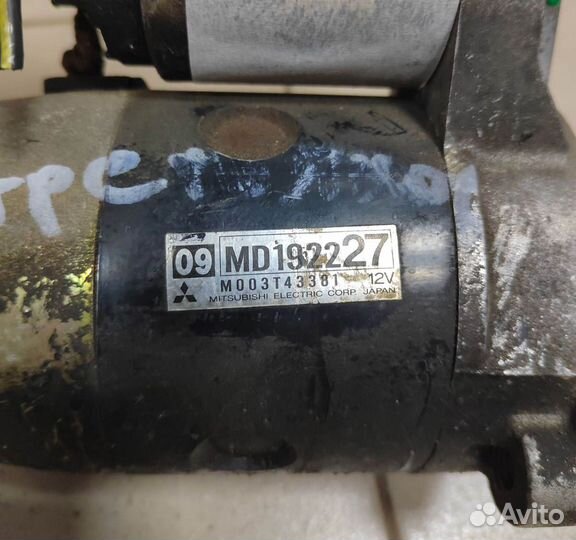 09 MD192227
M003T43381 12V
MITSUBISHI ELECTRIC CORP. JAPAN
Avito